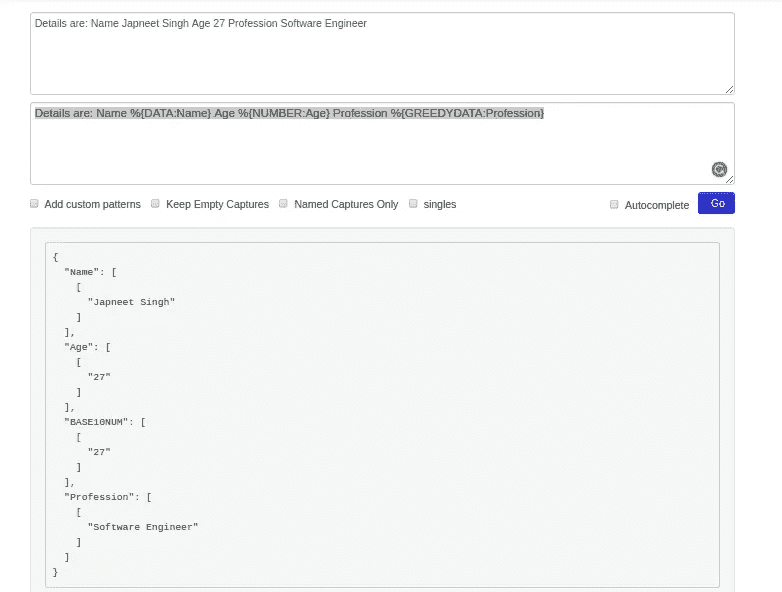 Details are: Name Japneet Singh Age 27 Profession Software Engineer
Details are: Name %{DATA:Name} Age %{NUMBER:Age} Profession %{GREEDYDATA:Profession}
Add custom patterns Keep Empty Captures Named Captures Only singles Autocomplete Go
{
  "Name": [
    [
      "Japneet Singh"
    ]
  ],
  "Age": [
    [
      "27"
    ]
  ],
  "BASE10NUM": [
    [
      "27"
    ]
  ],
  "Profession": [
    [
      "Software Engineer"
    ]
  ]
}